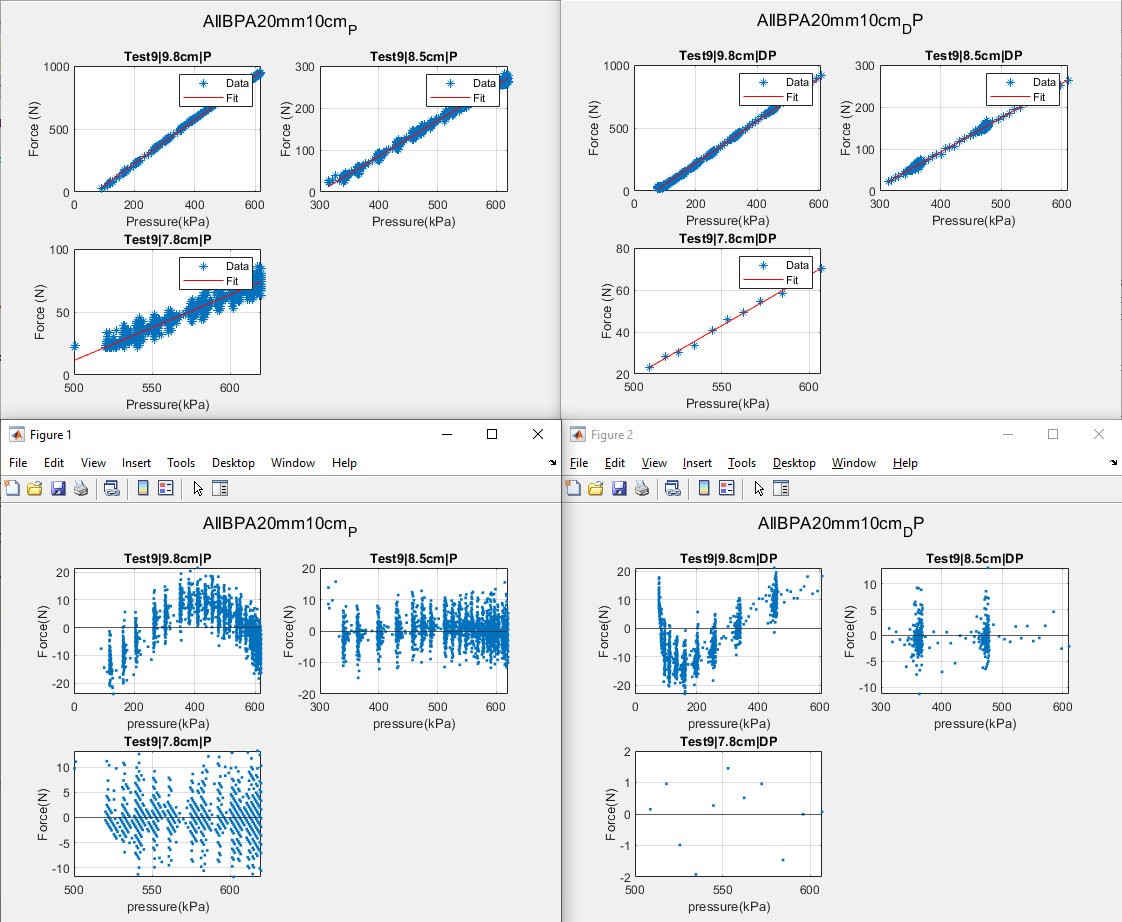 AllBPA20mm10cmP
Test9|9.8cm|P
Force (N)
1000
500
0
Data
Fit
0 200 400 600
Pressure(kPa)
Test9|8.5cm|P
Force (N)
300
200
100
0
Data
Fit
300 400 500 600
Pressure(kPa)
Test9|7.8cm|P
Force (N)
100
50
0
Data
Fit
500 550 600
Pressure(kPa)
AllBPA20mm10cmDP
Test9|9.8cm|DP
Force (N)
1000
500
0
Data
Fit
0 200 400 600
Pressure(kPa)
Test9|8.5cm|DP
Force (N)
300
200
100
0
Data
Fit
300 400 500 600
Pressure(kPa)
Test9|7.8cm|DP
Force (N)
80
60
40
20
Data
Fit
500 550 600
Pressure(kPa)
Figure 1
File Edit View Insert Tools Desktop Window Help
AllBPA20mm10cmP
Test9|9.8cm|P
Force(N)
20
10
0
-10
-20
0 200 400 600
pressure(kPa)
Test9|8.5cm|P
Force(N)
20
10
0
-10
-20
300 400 500 600
pressure(kPa)
Test9|7.8cm|P
Force(N)
10
5
0
-5
-10
500 550 600
pressure(kPa)
Figure 2
File Edit View Insert Tools Desktop Window Help
AllBPA20mm10cmDP
Test9|9.8cm|DP
Force(N)
20
10
0
-10
-20
0 200 400 600
pressure(kPa)
Test9|8.5cm|DP
Force(N)
10
5
0
-5
-10
300 400 500 600
pressure(kPa)
Test9|7.8cm|DP
Force(N)
2
1
0
-1
-2
500 550 600
pressure(kPa)